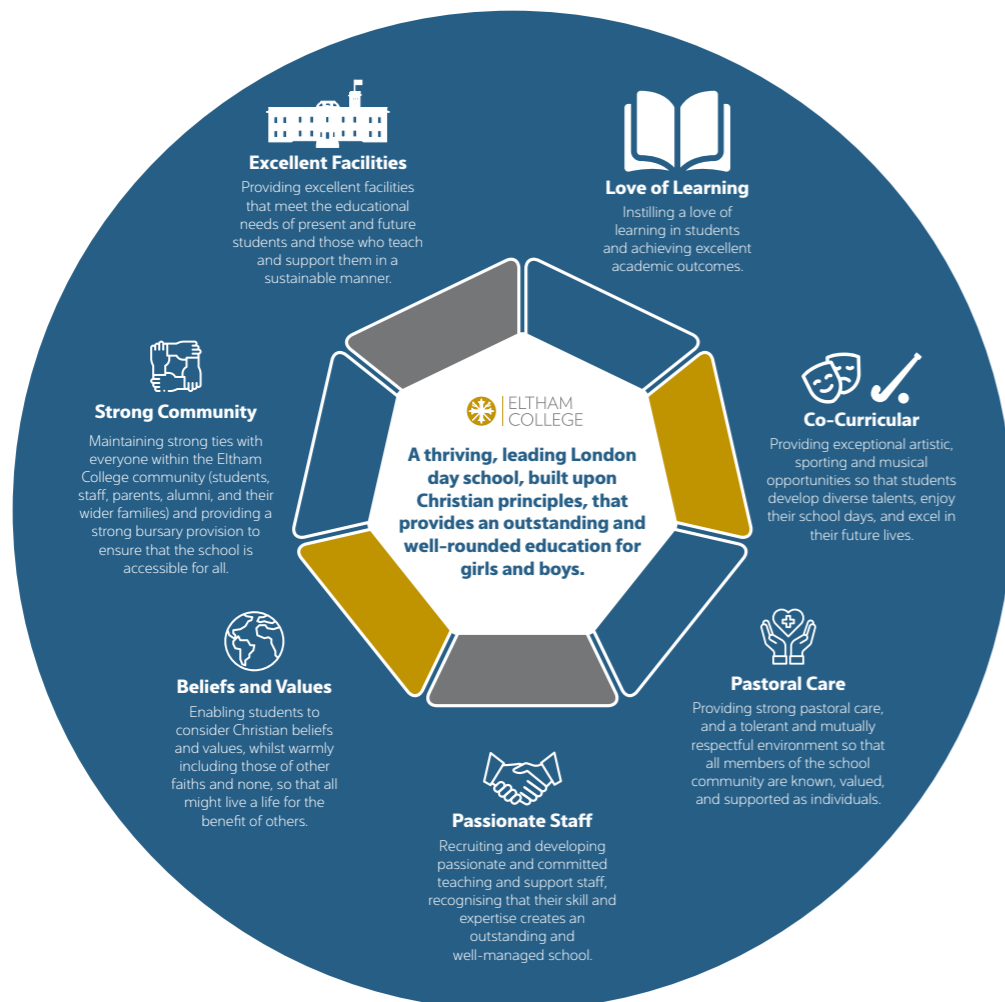 Excellent Facilities
Providing excellent facilities
that meet the educational
needs of present and future
students and those who teach
and support them in a
sustainable manner.
Love of Learning
Instilling a love of
learning in students
and achieving excellent
academic outcomes.
Strong Community
Maintaining strong ties with
everyone within the Eltham
College community (students,
staff, parents, alumni, and their
wider families) and providing a
strong bursary provision to
ensure that the school is
accessible for all.
ELTHAM
COLLEGE
A thriving, leading London
day school, built upon
Christian principles, that
provides an outstanding and
well-rounded education for
girls and boys.
Co-Curricular
Providing exceptional artistic,
sporting and musical
opportunities so that students
develop diverse talents, enjoy
their school days, and excel in
their future lives.
Beliefs and Values
Enabling students to
consider Christian beliefs
and values, whilst warmly
including those of other
faiths and none, so that all
might live a life for the
benefit of others.
Pastoral Care
Providing strong pastoral care,
and a tolerant and mutually
respectful environment so that
all members of the school
community are known, valued,
and supported as individuals.
Passionate Staff
Recruiting and developing
passionate and committed
teaching and support staff,
recognising that their skill and
expertise creates an
outstanding and
well-managed school.